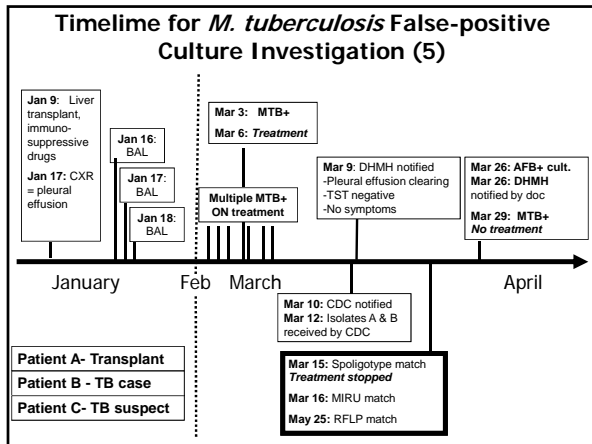 Timelime for M. tuberculosis False-positive
Culture Investigation (5)
Jan 9: Liver
transplant,
immuno-
suppressive
drugs
Jan 17: CXR
= pleural
effusion
Jan 16:
BAL
Jan 17:
BAL
Jan 18:
BAL
Mar 3: MTB+
Mar 6: Treatment
Multiple MTB+
ON treatment
Mar 9: DHMH notified
-Pleural effusion clearing
-TST negative
-No symptoms
Mar 26: AFB+ cult.
Mar 26: DHMH
notified by doc
Mar 29: MTB+
No treatment
January
Feb
March
April
Mar 10: CDC notified
Mar 12: Isolates A & B
received by CDC
Mar 15: Spoligotype match
Treatment stopped
Mar 16: MIRU match
May 25: RFLP match
Patient A- Transplant
Patient B - TB case
Patient C- TB suspect